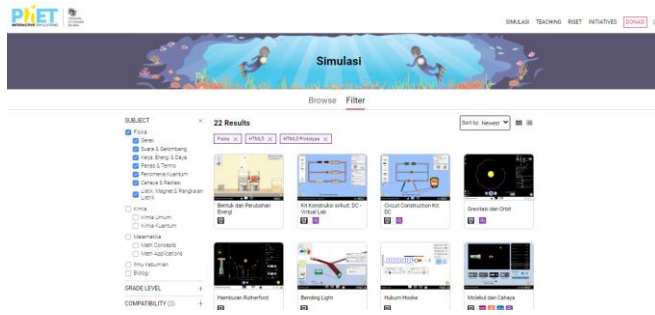 PhET
INTERACTIVE SIMULATIONS
SIMULASI TEACHING RISET INITIATIVES DONASI
Simulasi
Browse Filter
SUBJECT ×
Fisika
Gerak
Suara & Gelombang
Kerja, Energi & Daya
Panas & Termo
Fenomena Kuantum
Cahaya & Radiasi
Listrik, Magnet & Rangkaian Listrik
Kimia
Kimia Umum
Kimia Kuantum
Matematika
Math Concepts
Math Applications
Ilmu Kebumian
Biologi
GRADE LEVEL +
COMPATIBILITY (2) +
22 Results
Sort by: Newest
Fisika × HTML5 × HTML5 Prototype ×
Bentuk dan Perubahan Energi
Kit Konstruksi sirkuit: DC - Virtual Lab
Circuit Construction Kit: DC
Gravitasi dan Orbit
Hamburan Rutherford
Bending Light
Hukum Hooke
Molekul dan Cahaya